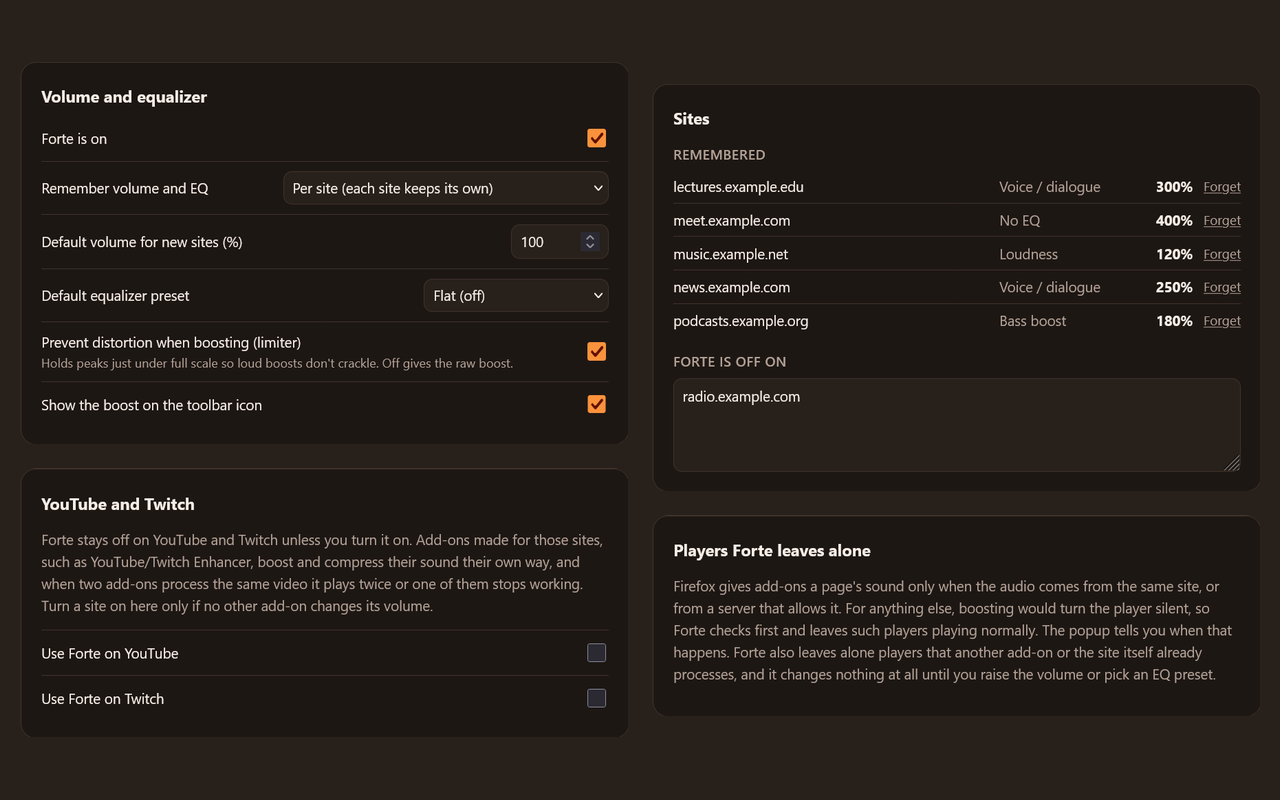 Volume and equalizer
Forte is on
Remember volume and EQ
Per site (each site keeps its own)
Default volume for new sites (%)
100
Default equalizer preset
Flat (off)
Prevent distortion when boosting (limiter)
Holds peaks just under full scale so loud boosts don't crackle. Off gives the raw boost.
Show the boost on the toolbar icon
YouTube and Twitch
Forte stays off on YouTube and Twitch unless you turn it on. Add-ons made for those sites,
such as YouTube/Twitch Enhancer, boost and compress their sound their own way, and
when two add-ons process the same video it plays twice or one of them stops working.
Turn a site on here only if no other add-on changes its volume.
Use Forte on YouTube
Use Forte on Twitch
Sites
REMEMBERED
lectures.example.edu Voice / dialogue 300% Forget
meet.example.com No EQ 400% Forget
music.example.net Loudness 120% Forget
news.example.com Voice / dialogue 250% Forget
podcasts.example.org Bass boost 180% Forget
FORTE IS OFF ON
radio.example.com
Players Forte leaves alone
Firefox gives add-ons a page's sound only when the audio comes from the same site, or
from a server that allows it. For anything else, boosting would turn the player silent, so
Forte checks first and leaves such players playing normally. The popup tells you when that
happens. Forte also leaves alone players that another add-on or the site itself already
processes, and it changes nothing at all until you raise the volume or pick an EQ preset.